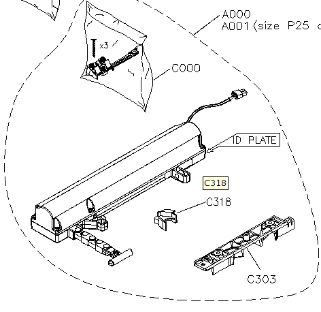 A000
A001 (size P25 c
x3
C000
ID PLATE
C318
C318
C303